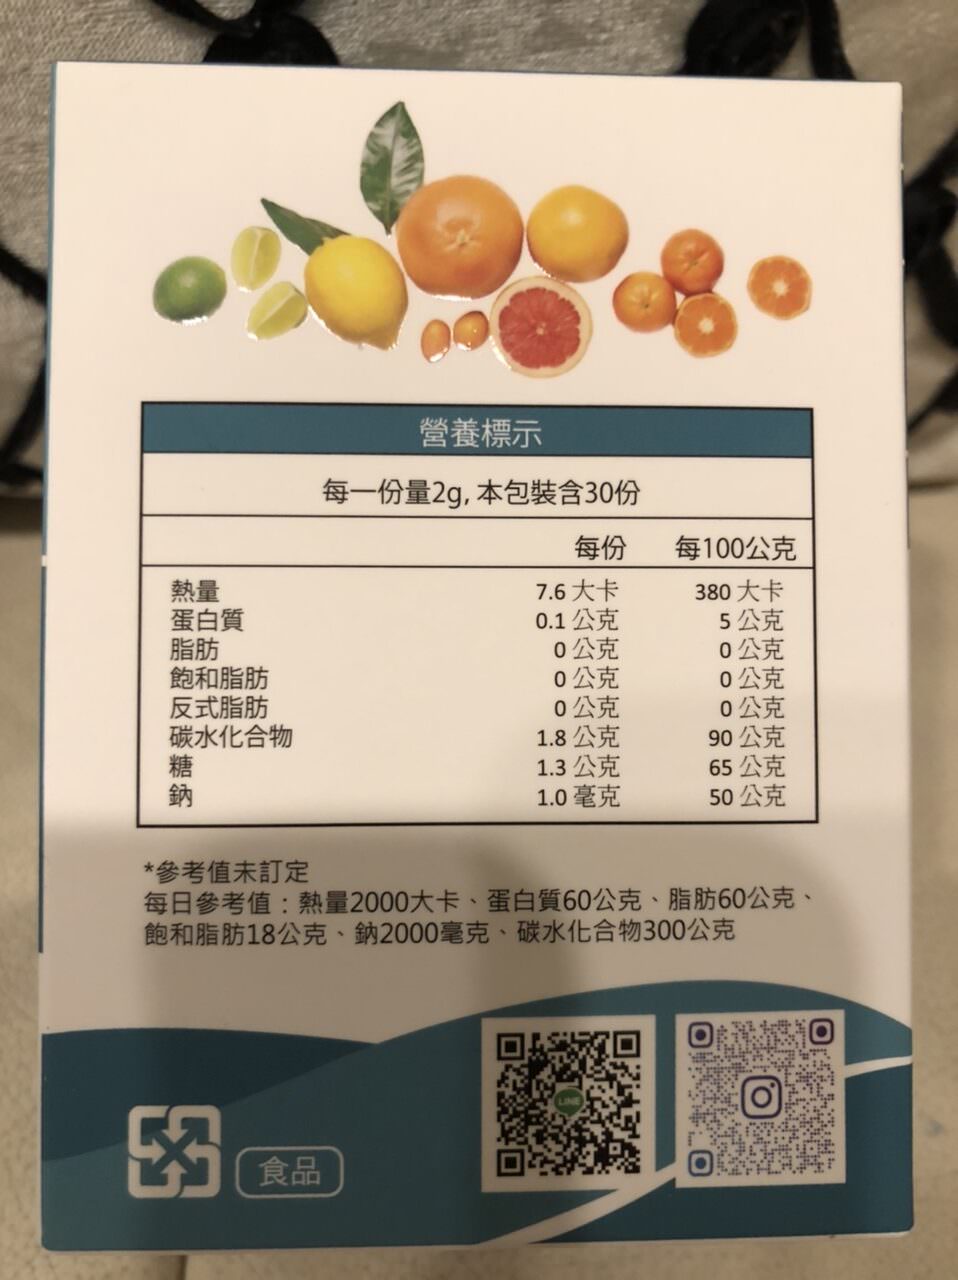 營養標示
每一份量2g, 本包裝含30份
每份 每100公克
熱量 7.6 大卡 380 大卡
蛋白質 0.1 公克 5 公克
脂肪 0 公克 0 公克
飽和脂肪 0 公克 0 公克
反式脂肪 0 公克 0 公克
碳水化合物 1.8 公克 90 公克
糖 1.3 公克 65 公克
鈉 1.0 毫克 50 公克
*參考值未訂定
每日參考值：熱量2000大卡、蛋白質60公克、脂肪60公克、
飽和脂肪18公克、鈉2000毫克、碳水化合物300公克
LINE
食品